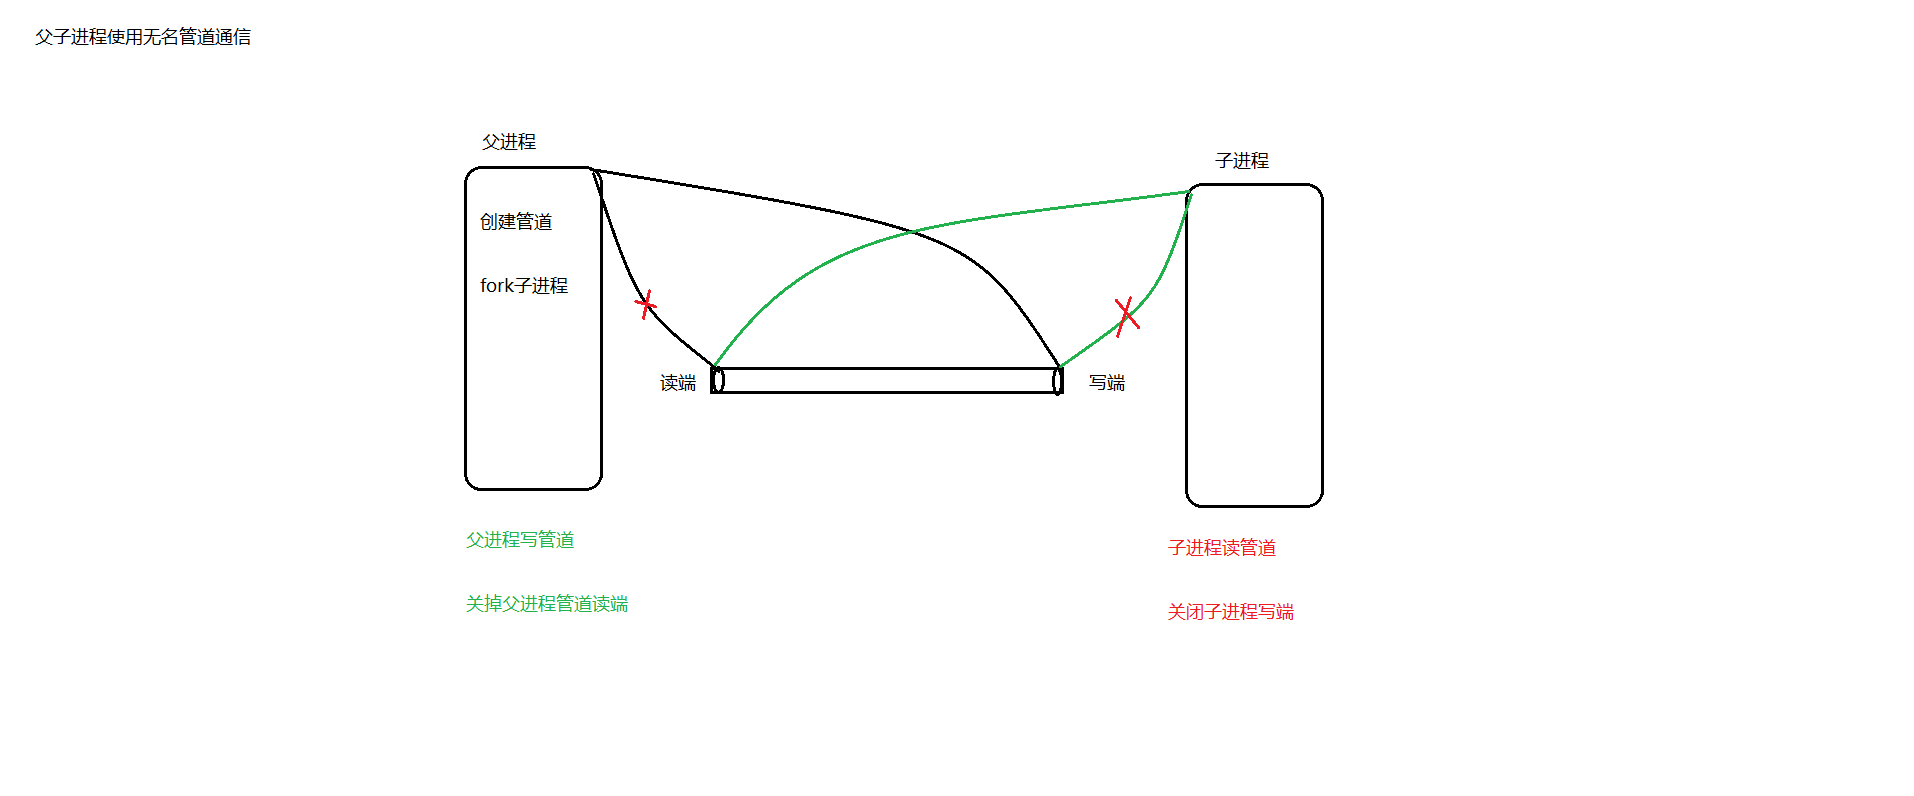 父子进程使用无名管道通信
父进程
子进程
创建管道
fork子进程
读端
写端
父进程写管道
关掉父进程管道读端
子进程读管道
关闭子进程写端